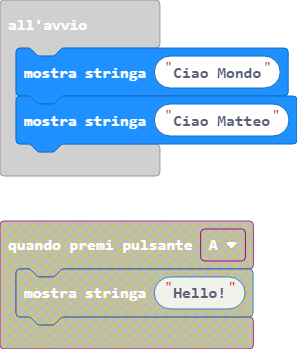 all'avvio
mostra stringa "Ciao Mondo"
mostra stringa "Ciao Matteo"
quando premi pulsante A
mostra stringa "Hello!"